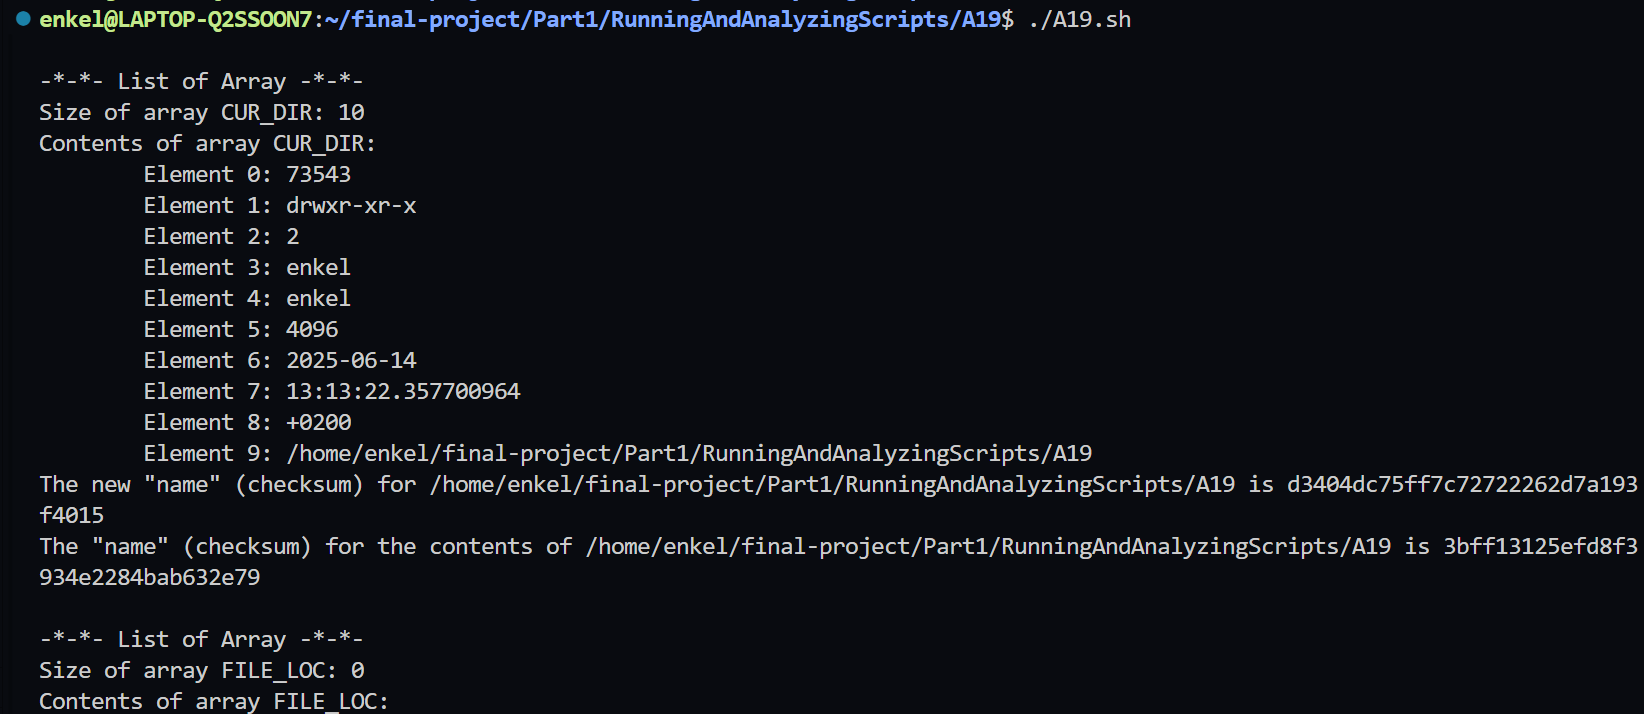 enkel@LAPTOP-Q2SSOON7:~/final-project/Part1/RunningAndAnalyzingScripts/A19$ ./A19.sh
-*-*- List of Array -*-*-
Size of array CUR_DIR: 10
Contents of array CUR_DIR:
Element 0: 73543
Element 1: drwxr-xr-x
Element 2: 2
Element 3: enkel
Element 4: enkel
Element 5: 4096
Element 6: 2025-06-14
Element 7: 13:13:22.357700964
Element 8: +0200
Element 9: /home/enkel/final-project/Part1/RunningAndAnalyzingScripts/A19
The new "name" (checksum) for /home/enkel/final-project/Part1/RunningAndAnalyzingScripts/A19 is d3404dc75ff7c72722262d7a193
f4015
The "name" (checksum) for the contents of /home/enkel/final-project/Part1/RunningAndAnalyzingScripts/A19 is 3bff13125efd8f3
934e2284bab632e79
-*-*- List of Array -*-*-
Size of array FILE_LOC: 0
Contents of array FILE_LOC: